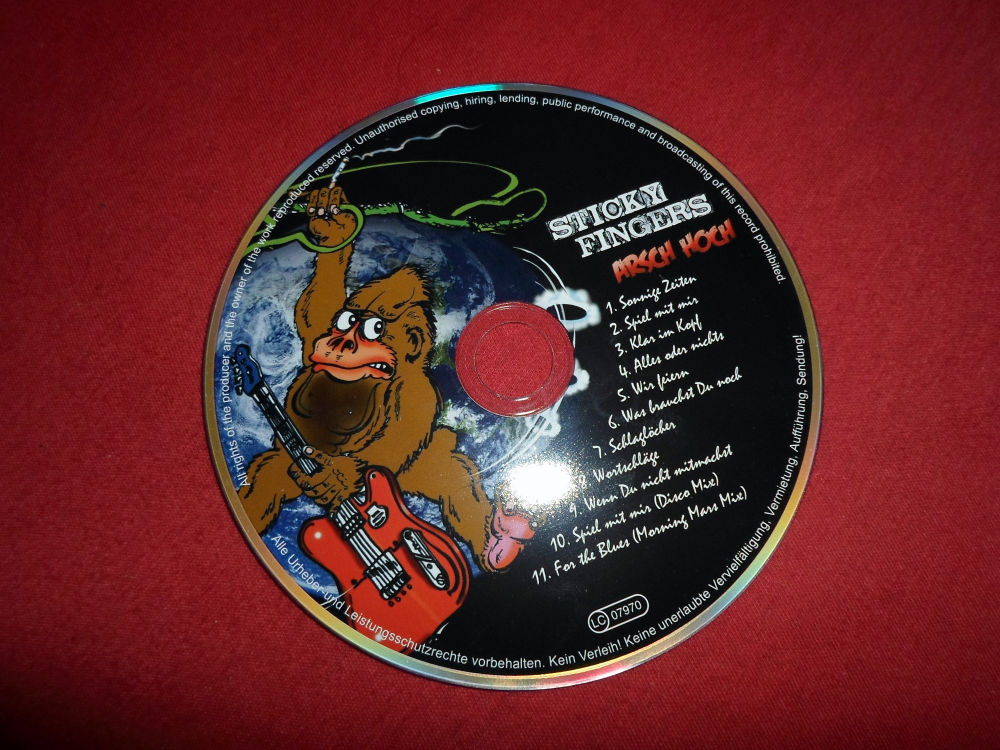 STICKY
FINGERS
ARSCH HOCH
1. Sonnige Zeiten
2. Spiel mit mir
3. Klar im Kopf
4. Alles oder nichts
5. Wir feiern
6. Was brauchst Du noch
7. Schlaglöcher
8. Wortschläge
9. Wenn Du nicht mitmachst
10. Spiel mit mir (Disco Mix)
11. For the Blues (Morning Mars Mix)
LC 07970
All rights of the producer and the owner of the work reproduced reserved. Unauthorised copying, hiring, lending, public performance and broadcasting of this record prohibited.
Alle Urheber-und Leistungsschutzrechte vorbehalten. Kein Verleih! Keine unerlaubte Vervielfältigung, Vermietung, Aufführung, Sendung!